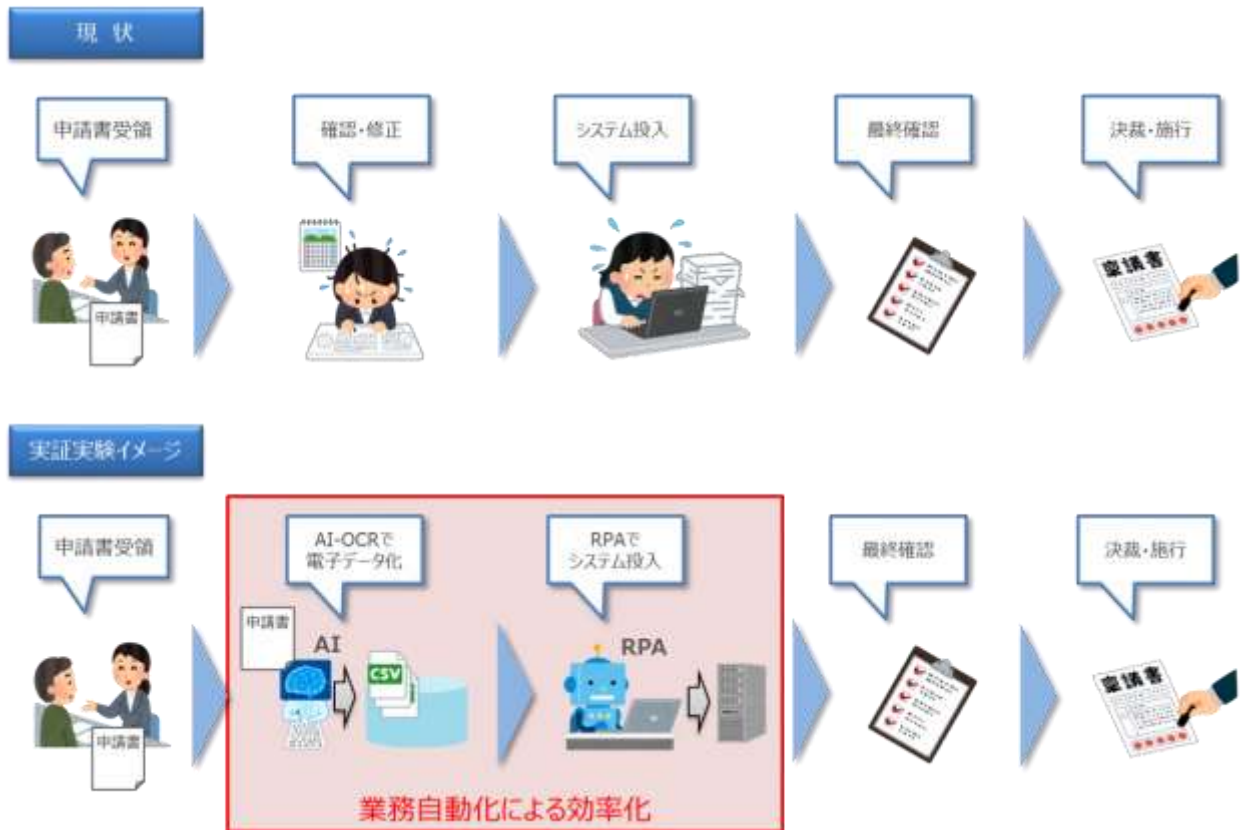 現 状
申請書受領
確認・修正
システム投入
最終確認
決裁・施行
申請書
稟議書
実証実験イメージ
申請書受領
AI-OCRで
電子データ化
RPAで
システム投入
最終確認
決裁・施行
申請書
申請書
AI
CSV
RPA
稟議書
業務自動化による効率化